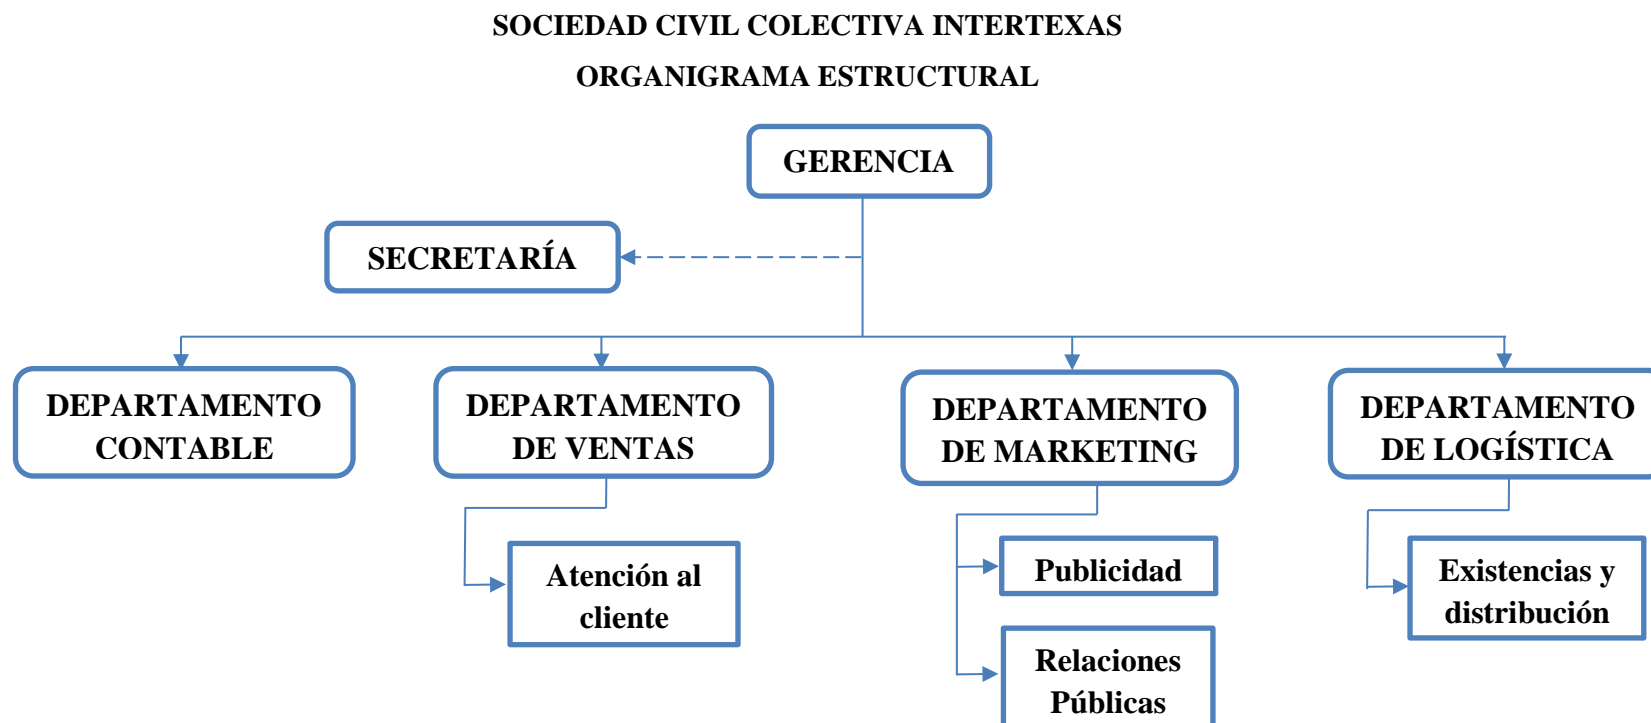 SOCIEDAD CIVIL COLECTIVA INTERTEXAS
ORGANIGRAMA ESTRUCTURAL
GERENCIA
SECRETARÍA
DEPARTAMENTO
CONTABLE
DEPARTAMENTO
DE VENTAS
DEPARTAMENTO
DE MARKETING
DEPARTAMENTO
DE LOGÍSTICA
Atención al
cliente
Publicidad
Relaciones
Públicas
Existencias y
distribución